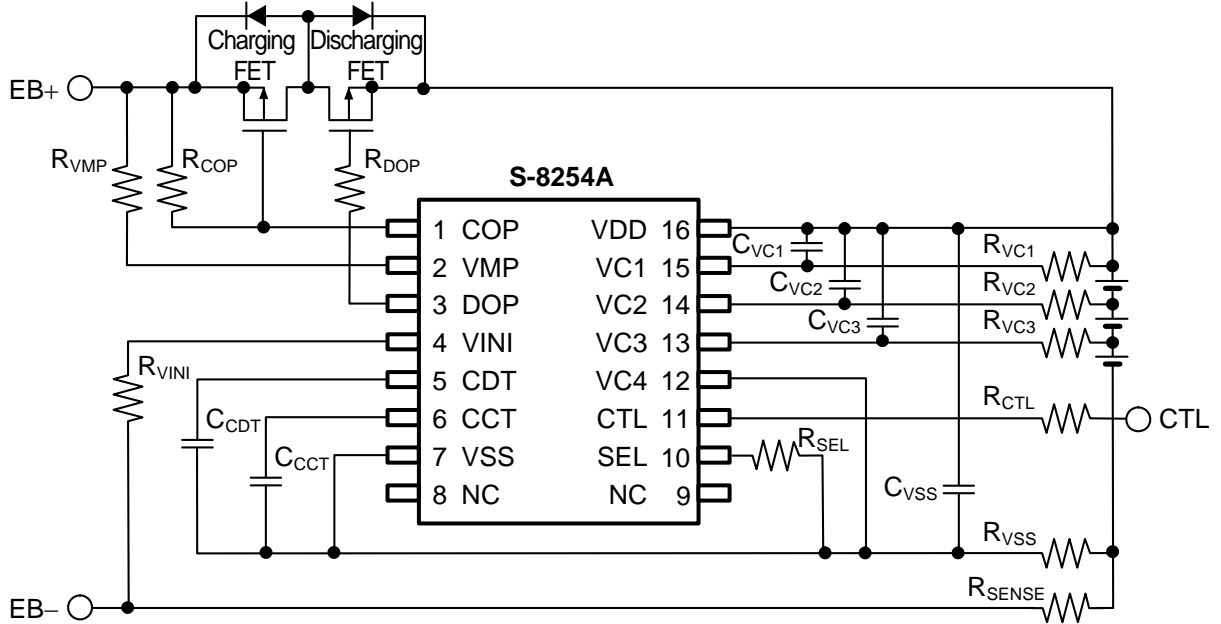 Charging Discharging
FET FET
EB+
RVMP
RCOP
RDOP
S-8254A
1 COP VDD 16
2 VMP VC1 15
3 DOP VC2 14
4 VINI VC3 13
5 CDT VC4 12
6 CCT CTL 11
7 VSS SEL 10
8 NC NC 9
CVC1
CVC2
CVC3
RVC1
RVC2
RVC3
RVINI
CCDT
CCCT
RCTL
CTL
RSEL
CVSS
RVSS
RSENSE
EB−